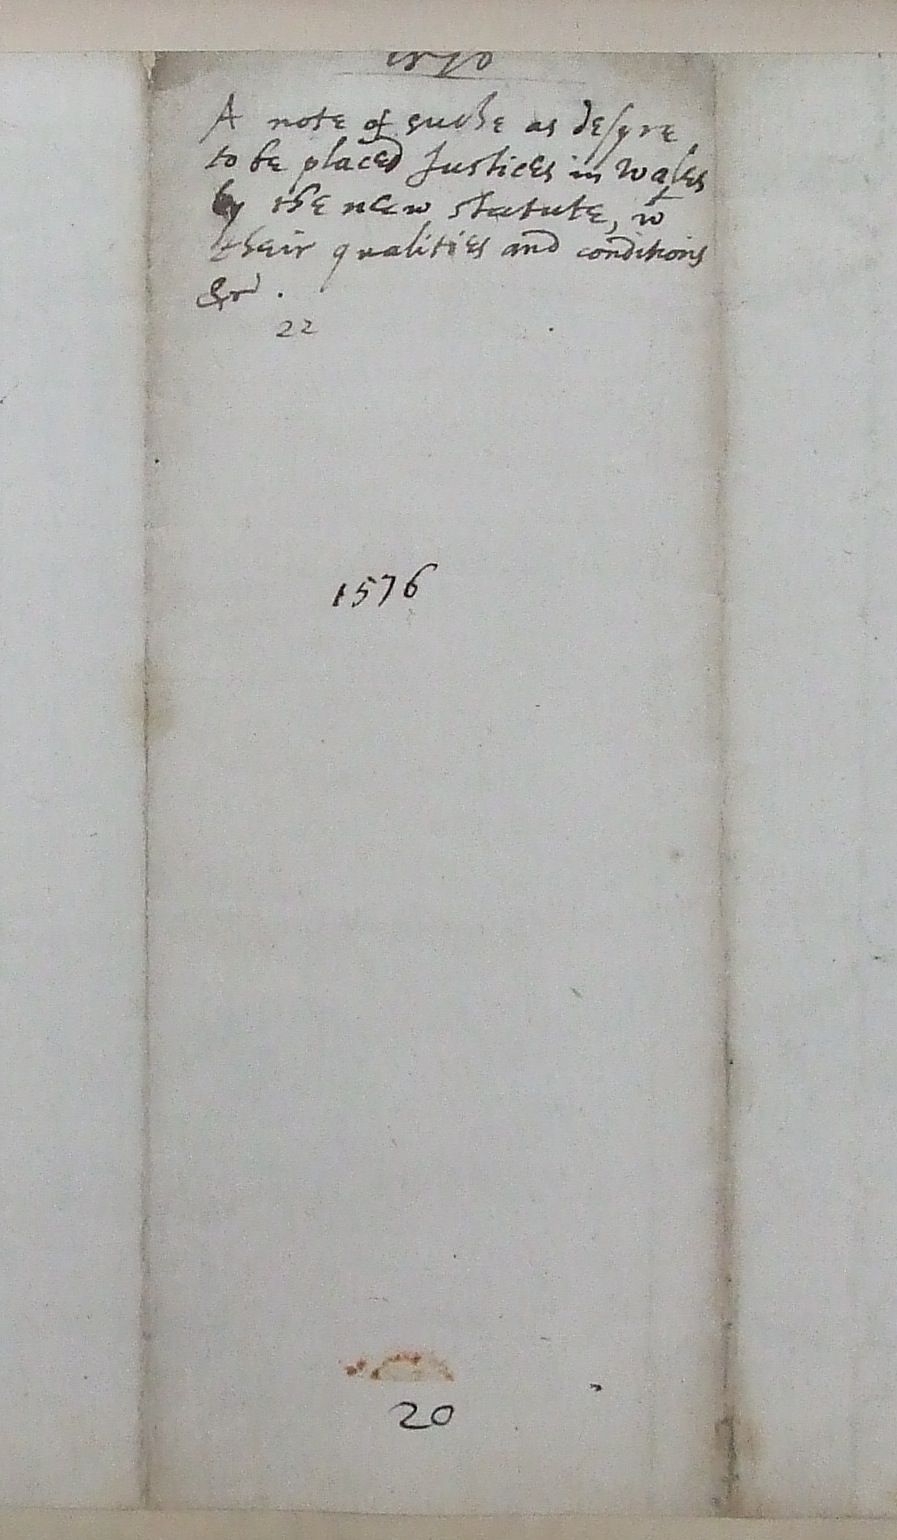 A note of suche as desyre
to be placed Justices in wales
by the new statute, wt
their qualities and conditions
&c.
22
1576
20